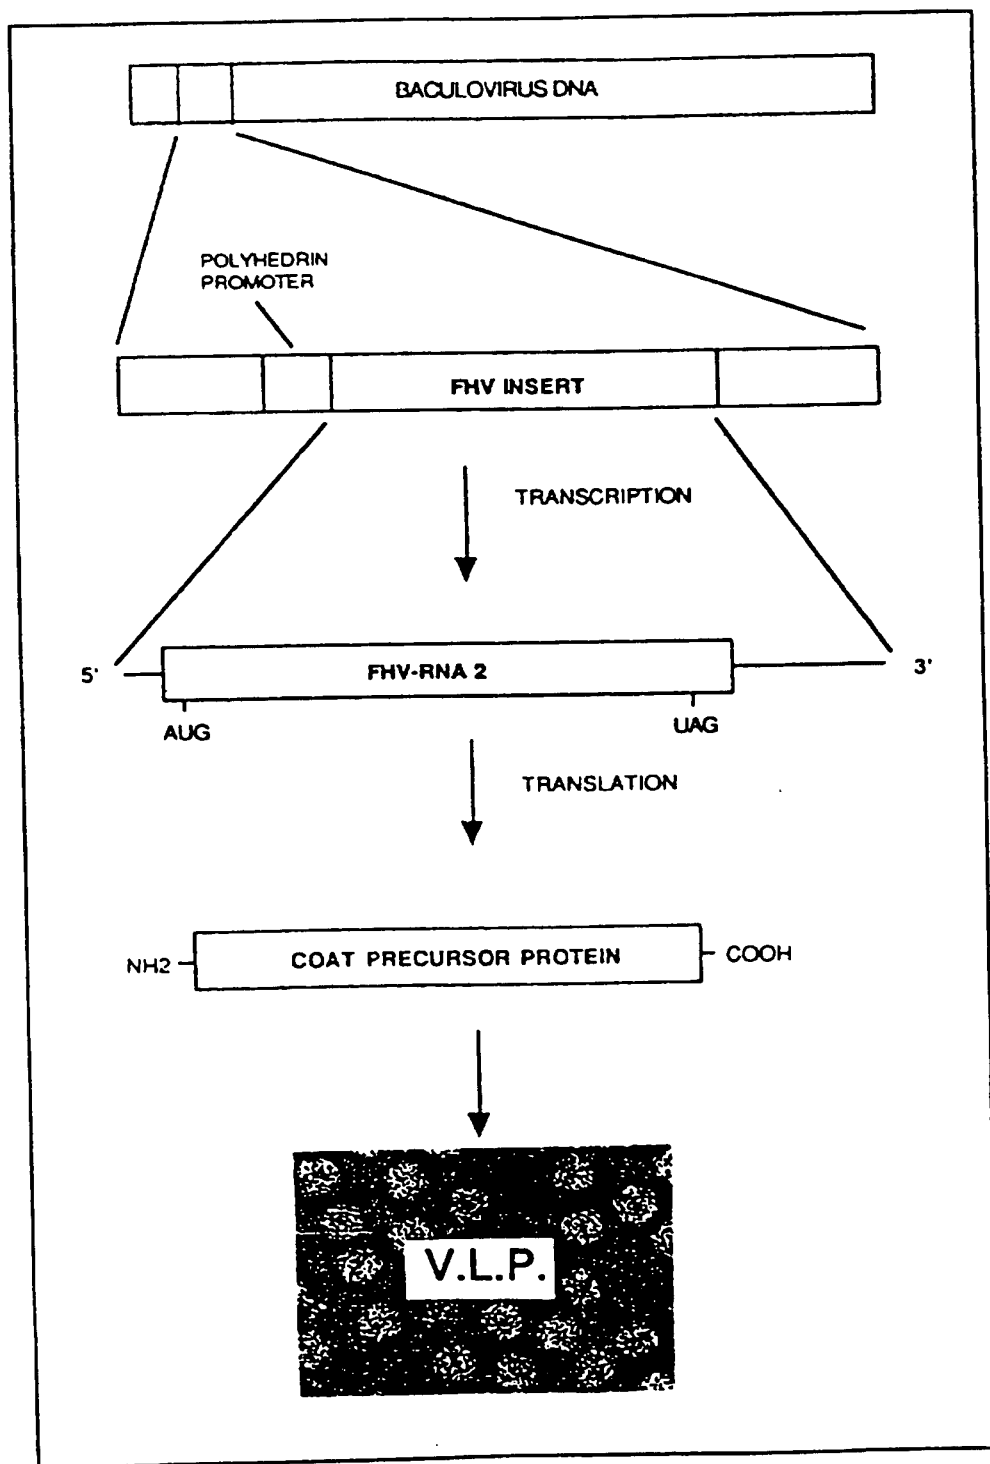 BACULOVIRUS DNA
POLYHEDRIN
PROMOTER
FHV INSERT
TRANSCRIPTION
5'
FHV-RNA 2
3'
AUG
UAG
TRANSLATION
NH2
COAT PRECURSOR PROTEIN
COOH
V.L.P.